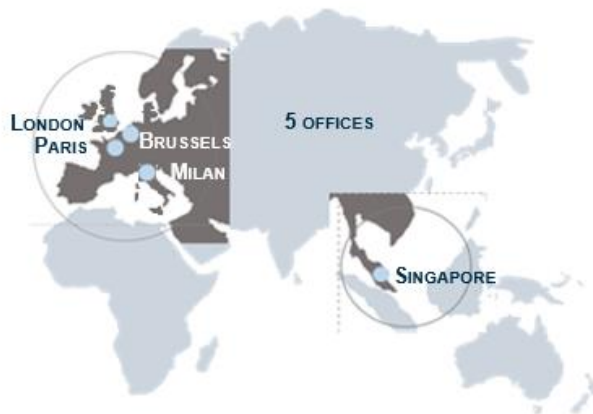 5 OFFICES
LONDON
PARIS
BRUSSELS
MILAN
SINGAPORE